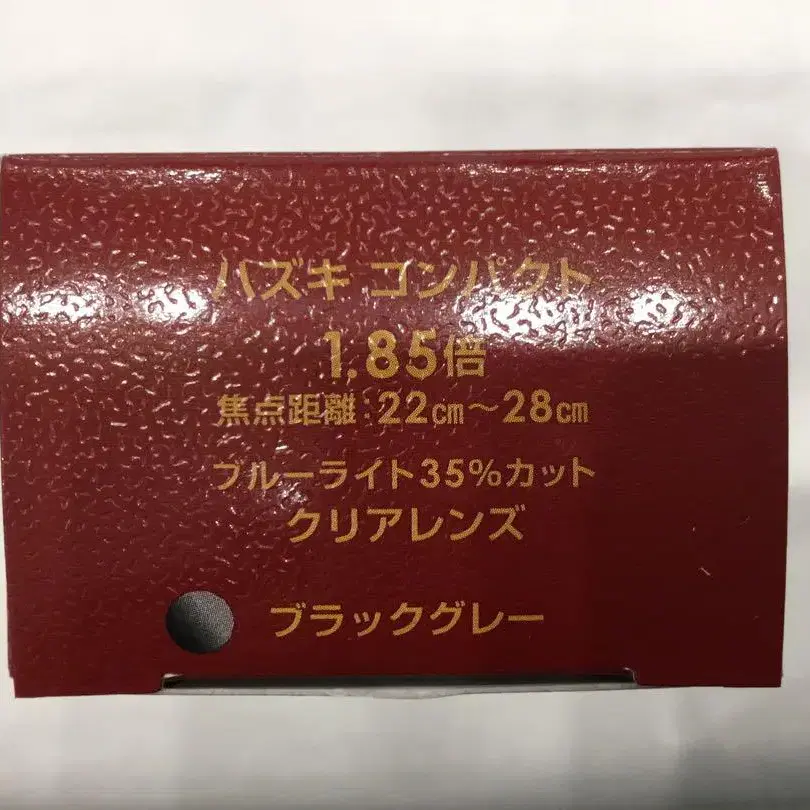 ハズキ コンパクト
1.85倍
焦点距離:22cm〜28cm
ブルーライト35%カット
クリアレンズ
ブラックグレー